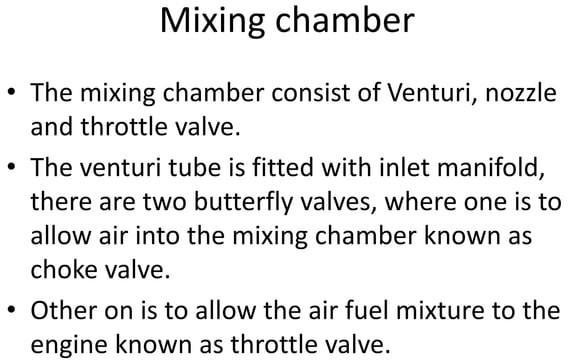 Mixing chamber
• The mixing chamber consist of Venturi, nozzle
and throttle valve.
• The venturi tube is fitted with inlet manifold,
there are two butterfly valves, where one is to
allow air into the mixing chamber known as
choke valve.
• Other on is to allow the air fuel mixture to the
engine known as throttle valve.